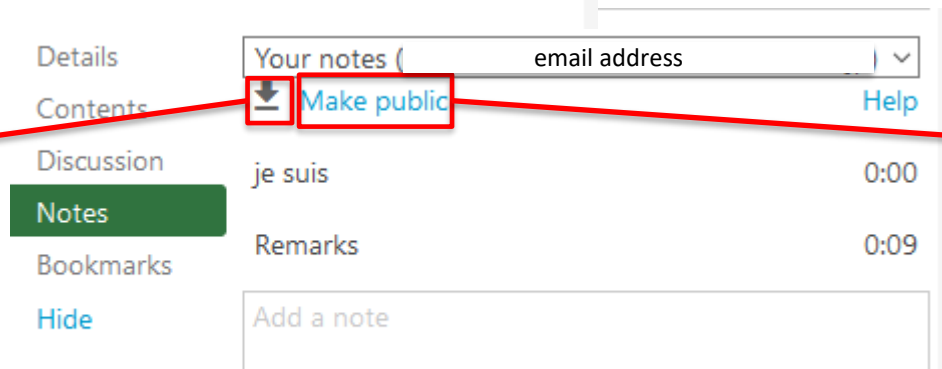 Details
Contents
Discussion
Notes
Bookmarks
Hide
Your notes ( email address )
Make public
Help
je suis 0:00
Remarks 0:09
Add a note